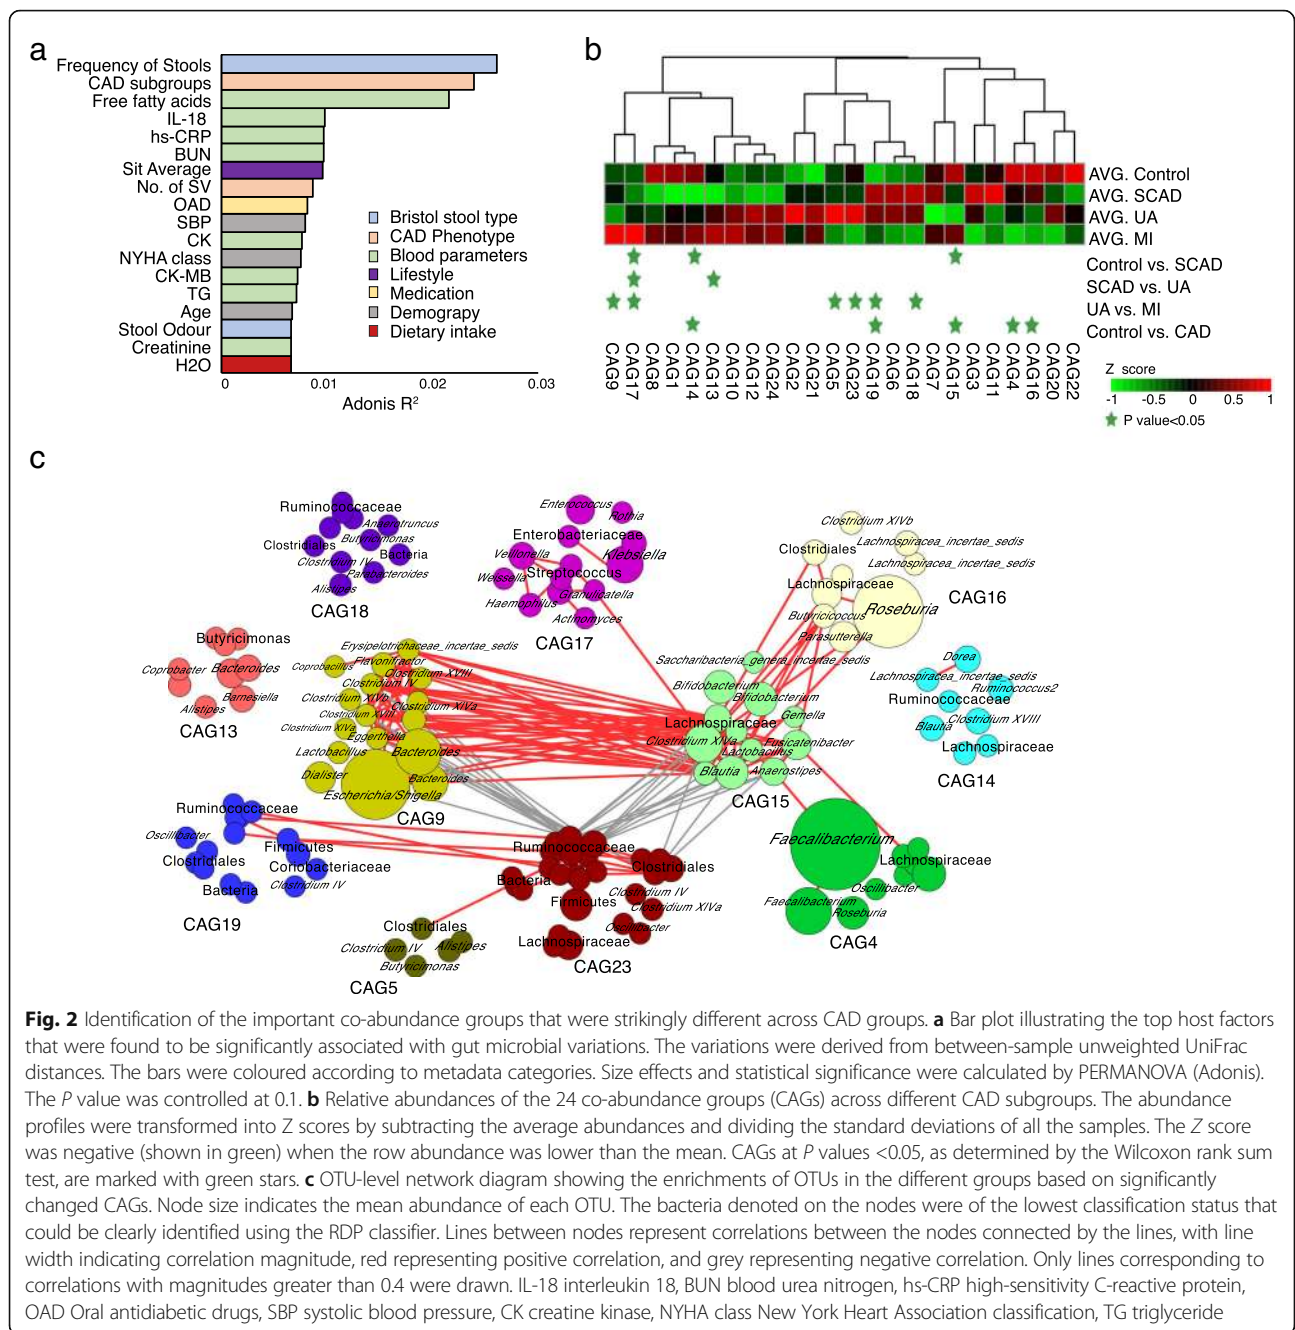 a
Frequency of Stools
CAD subgroups
Free fatty acids
IL-18
hs-CRP
BUN
Sit Average
No. of SV
OAD
SBP
CK
NYHA class
CK-MB
TG
Age
Stool Odour
Creatinine
H2O
0 0.01 0.02 0.03
Adonis R²
Bristol stool type
CAD Phenotype
Blood parameters
Lifestyle
Medication
Demograpy
Dietary intake
b
AVG. Control
AVG. SCAD
AVG. UA
AVG. MI
Control vs. SCAD
SCAD vs. UA
UA vs. MI
Control vs. CAD
CAG9
CAG17
CAG8
CAG1
CAG14
CAG13
CAG10
CAG12
CAG24
CAG2
CAG21
CAG5
CAG23
CAG19
CAG6
CAG18
CAG7
CAG15
CAG3
CAG11
CAG4
CAG16
CAG20
CAG22
Z score
-1 -0.5 0 0.5 1
P value<0.05
c
Ruminococcaceae
Anaerotruncus
Butyricimonas
Clostridiales
Bacteria
Clostridium IV
Parabacteroides
Alistipes
CAG18
Enterococcus
Rothia
Enterobacteriaceae
Veillonella
Klebsiella
Streptococcus
Weissella
Granulicatella
Haemophilus
Actinomyces
CAG17
Clostridium XIVb
Lachnospiracea_incertae_sedis
Clostridiales
Lachnospiracea_incertae_sedis
Lachnospiraceae
Roseburia
Butyricicoccus
Parasutterella
CAG16
Butyricimonas
Coprobacter
Bacteroides
Barnesiella
Alistipes
CAG13
Erysipelotrichaceae_incertae_sedis
Coprobacillus
Flavonifractor
Clostridium XVIII
Clostridium IV
Clostridium XIVb
Clostridium XIVa
Clostridium XVIII
Clostridium XIVa
Eggerthella
Lactobacillus
Bacteroides
Dialister
Bacteroides
Escherichia/Shigella
CAG9
Saccharibacteria_genera_incertae_sedis
Bifidobacterium
Bifidobacterium
Gemella
Lachnospiraceae
Clostridium XIVa
Fusicatenibacter
Lactobacillus
Blautia
Anaerostipes
CAG15
Dorea
Lachnospiracea_incertae_sedis
Ruminococcus2
Ruminococcaceae
Clostridium XVIII
Blautia
Lachnospiraceae
CAG14
Ruminococcaceae
Oscillibacter
Firmicutes
Clostridiales
Coriobacteriaceae
Clostridium IV
Bacteria
CAG19
Ruminococcaceae
Clostridiales
Bacteria
Clostridium IV
Firmicutes
Clostridium XIVa
Oscillibacter
Lachnospiraceae
CAG23
Faecalibacterium
Lachnospiraceae
Oscillibacter
Faecalibacterium
Roseburia
CAG4
Clostridiales
Clostridium IV
Alistipes
Butyricimonas
CAG5
Fig. 2 Identification of the important co-abundance groups that were strikingly different across CAD groups. a Bar plot illustrating the top host factors
that were found to be significantly associated with gut microbial variations. The variations were derived from between-sample unweighted UniFrac
distances. The bars were coloured according to metadata categories. Size effects and statistical significance were calculated by PERMANOVA (Adonis).
The P value was controlled at 0.1. b Relative abundances of the 24 co-abundance groups (CAGs) across different CAD subgroups. The abundance
profiles were transformed into Z scores by subtracting the average abundances and dividing the standard deviations of all the samples. The Z score
was negative (shown in green) when the row abundance was lower than the mean. CAGs at P values <0.05, as determined by the Wilcoxon rank sum
test, are marked with green stars. c OTU-level network diagram showing the enrichments of OTUs in the different groups based on significantly
changed CAGs. Node size indicates the mean abundance of each OTU. The bacteria denoted on the nodes were of the lowest classification status that
could be clearly identified using the RDP classifier. Lines between nodes represent correlations between the nodes connected by the lines, with line
width indicating correlation magnitude, red representing positive correlation, and grey representing negative correlation. Only lines corresponding to
correlations with magnitudes greater than 0.4 were drawn. IL-18 interleukin 18, BUN blood urea nitrogen, hs-CRP high-sensitivity C-reactive protein,
OAD Oral antidiabetic drugs, SBP systolic blood pressure, CK creatine kinase, NYHA class New York Heart Association classification, TG triglyceride